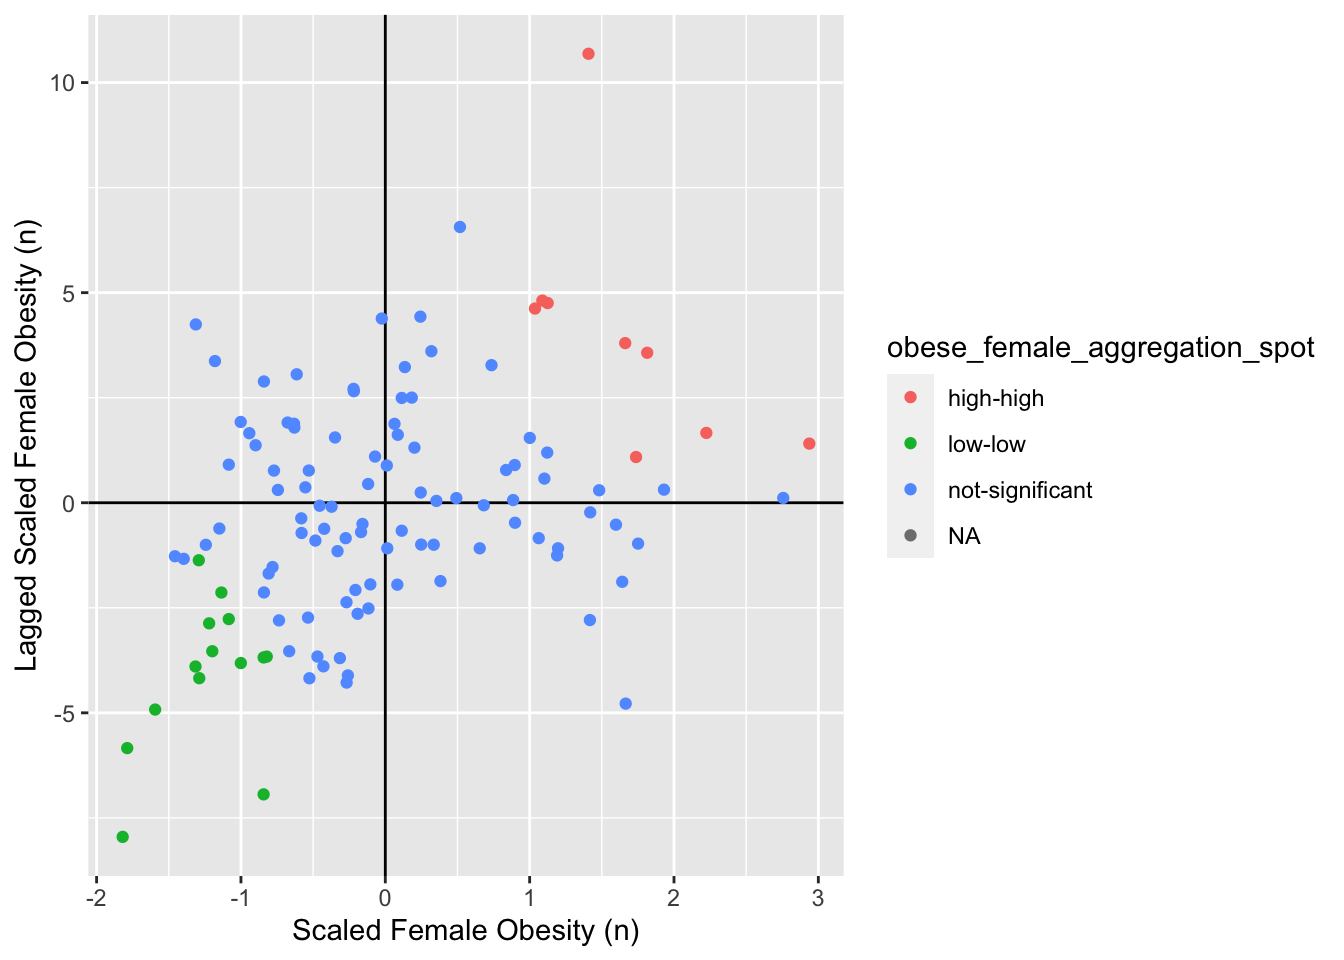 10
5
0
-5
-2
-1
0
1
2
3
Scaled Female Obesity (n)
Lagged Scaled Female Obesity (n)
obese_female_aggregation_spot
high-high
low-low
not-significant
NA